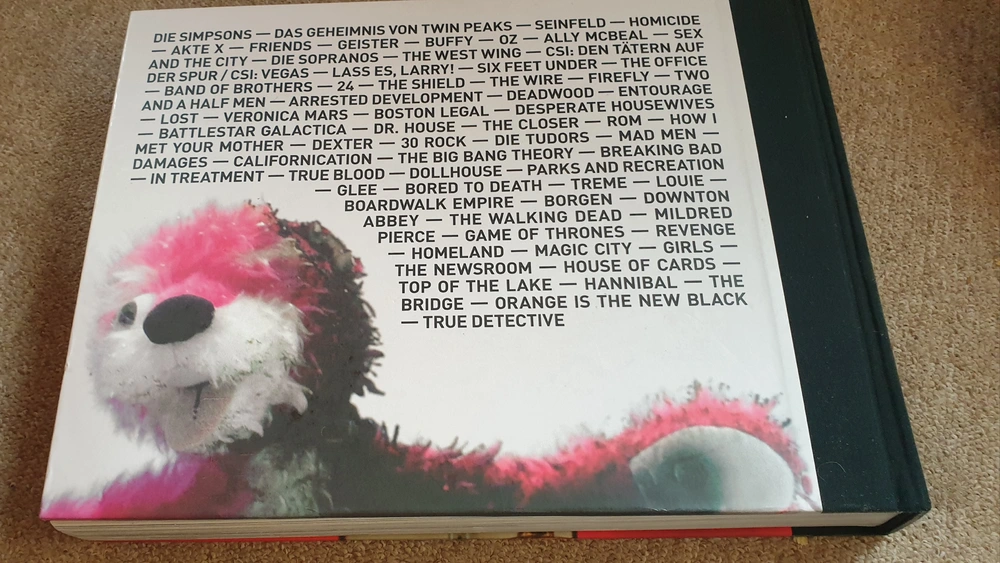 DIE SIMPSONS — DAS GEHEIMNIS VON TWIN PEAKS — SEINFELD — HOMICIDE
— AKTE X — FRIENDS — GEISTER — BUFFY — OZ — ALLY MCBEAL — SEX
AND THE CITY — DIE SOPRANOS — THE WEST WING — CSI: DEN TÄTERN AUF
DER SPUR / CSI: VEGAS — LASS ES, LARRY! — SIX FEET UNDER — THE OFFICE
— BAND OF BROTHERS — 24 — THE SHIELD — THE WIRE — FIREFLY — TWO
AND A HALF MEN — ARRESTED DEVELOPMENT — DEADWOOD — ENTOURAGE
— LOST — VERONICA MARS — BOSTON LEGAL — DESPERATE HOUSEWIVES
— BATTLESTAR GALACTICA — DR. HOUSE — THE CLOSER — ROM — HOW I
MET YOUR MOTHER — DEXTER — 30 ROCK — DIE TUDORS — MAD MEN —
DAMAGES — CALIFORNICATION — THE BIG BANG THEORY — BREAKING BAD
— IN TREATMENT — TRUE BLOOD — DOLLHOUSE — PARKS AND RECREATION
— GLEE — BORED TO DEATH — TREME — LOUIE —
BOARDWALK EMPIRE — BORGEN — DOWNTON
ABBEY — THE WALKING DEAD — MILDRED
PIERCE — GAME OF THRONES — REVENGE
— HOMELAND — MAGIC CITY — GIRLS —
THE NEWSROOM — HOUSE OF CARDS —
TOP OF THE LAKE — HANNIBAL — THE
BRIDGE — ORANGE IS THE NEW BLACK
— TRUE DETECTIVE